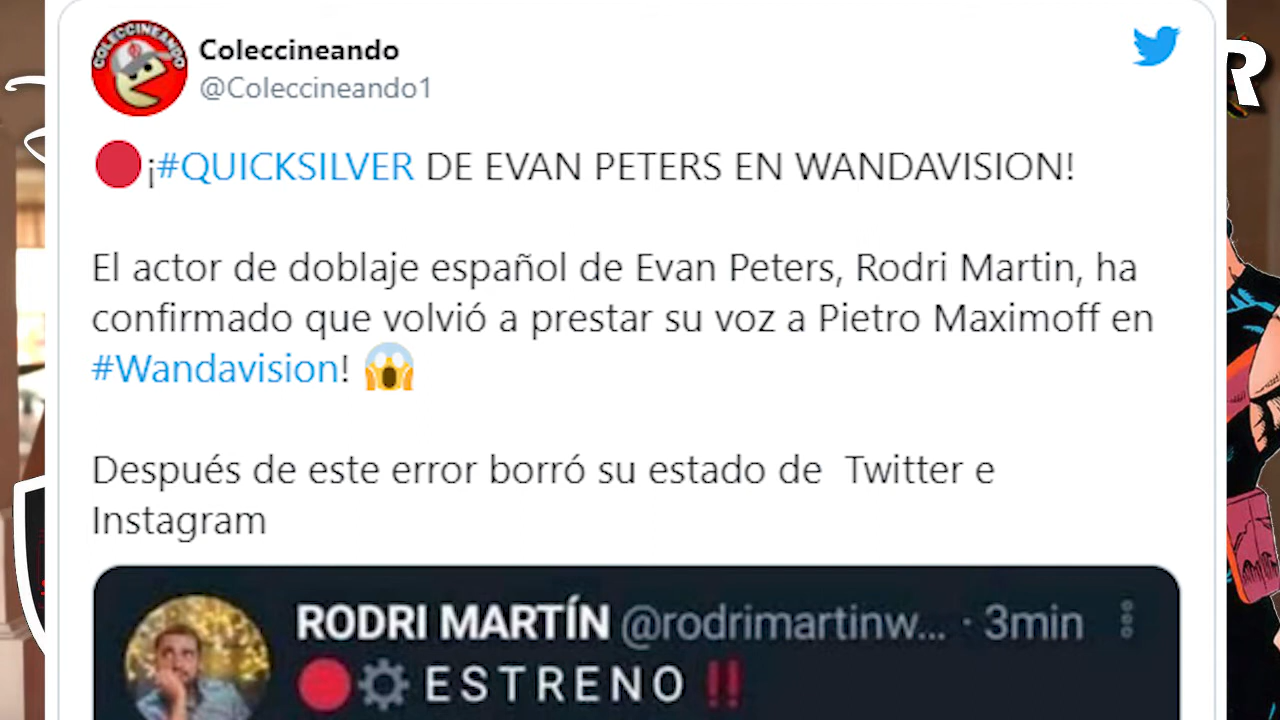 COLECCINEANDO
Coleccineando
@Coleccineando1
R
¡#QUICKSILVER DE EVAN PETERS EN WANDAVISION!
El actor de doblaje español de Evan Peters, Rodri Martin, ha
confirmado que volvió a prestar su voz a Pietro Maximoff en
#Wandavision!
Después de este error borró su estado de Twitter e
Instagram
RODRI MARTÍN @rodrimartinw... · 3min
ESTRENO !!